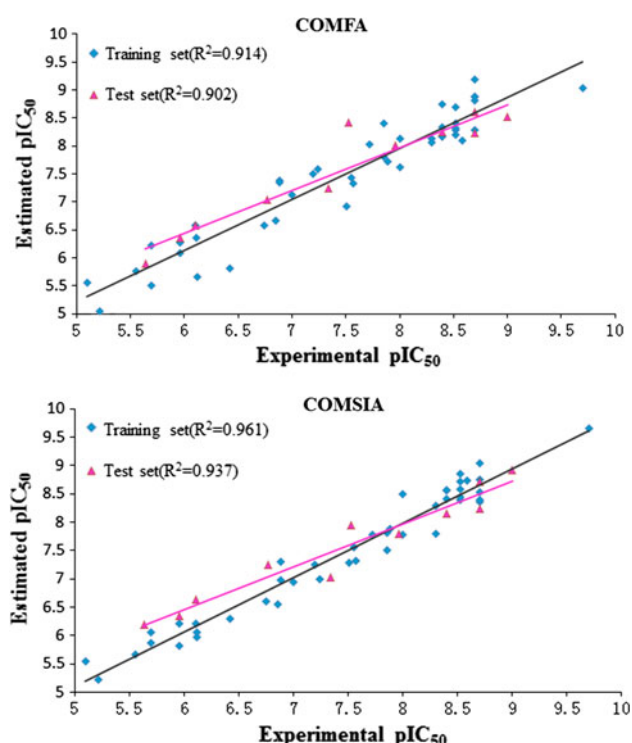 COMFA
Training set(R²=0.914)
Test set(R²=0.902)
Estimated pIC₅₀
10
9.5
9
8.5
8
7.5
7
6.5
6
5.5
5
5 5.5 6 6.5 7 7.5 8 8.5 9 9.5 10
Experimental pIC₅₀
COMSIA
Training set(R²=0.961)
Test set(R²=0.937)
Estimated pIC₅₀
10
9.5
9
8.5
8
7.5
7
6.5
6
5.5
5
5 5.5 6 6.5 7 7.5 8 8.5 9 9.5 10
Experimental pIC₅₀